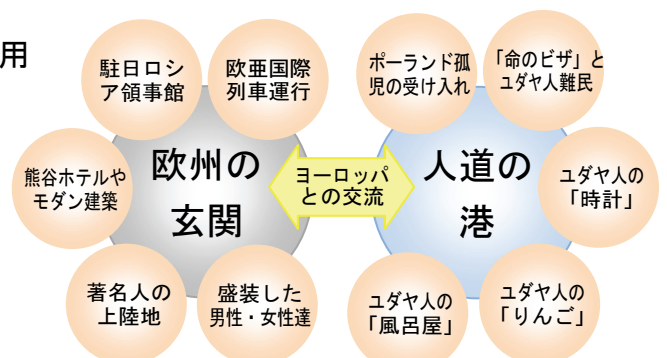 用
駐日ロシ
ア領事館
欧亜国際
列車運行
熊谷ホテルや
モダン建築
欧州の
玄関
著名人の
上陸地
盛装した
男性・女性達
ヨーロッパ
との交流
ポーランド孤
児の受け入れ
「命のビザ」と
ユダヤ人難民
人道の
港
ユダヤ人の
「時計」
ユダヤ人の
「風呂屋」
ユダヤ人の
「りんご」